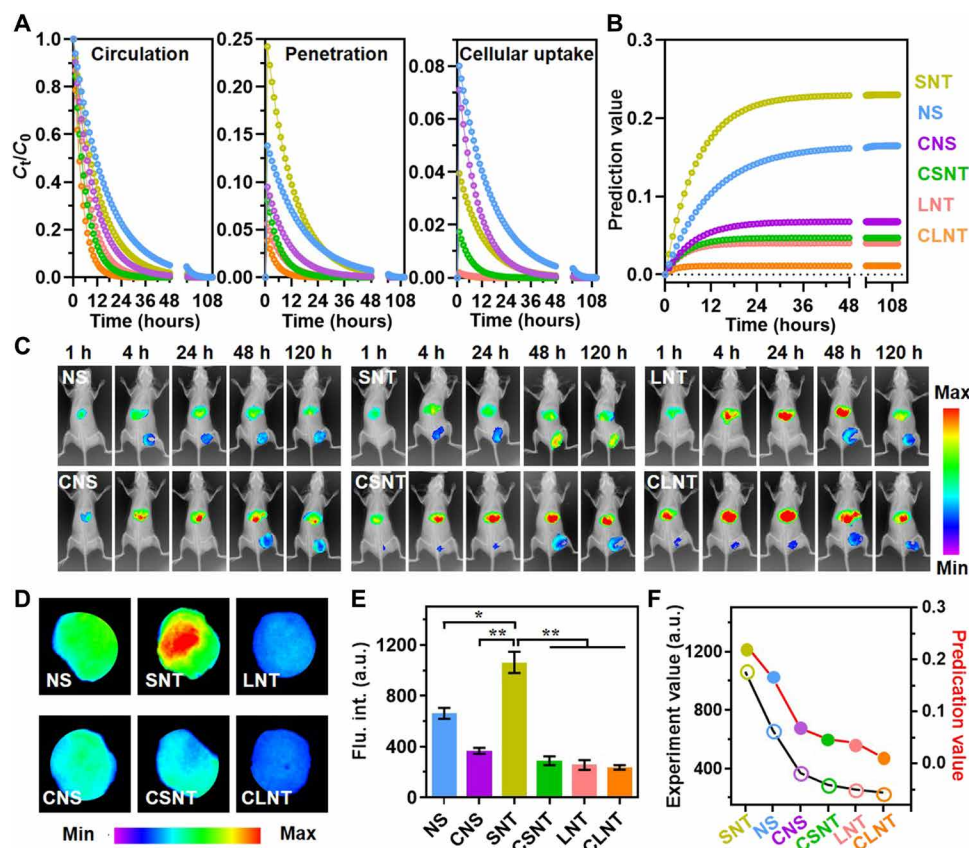 A
Circulation
Penetration
Cellular uptake
Ct/C0
1.0
0.8
0.6
0.4
0.2
0.0
0.25
0.20
0.15
0.10
0.05
0.00
0.08
0.06
0.04
0.02
0.00
0 12 24 36 48 108
0 12 24 36 48 108
0 12 24 36 48 108
Time (hours)
Time (hours)
Time (hours)
B
Prediction value
0.3
0.2
0.1
0.0
0 12 24 36 48 108
Time (hours)
SNT
NS
CNS
CSNT
LNT
CLNT
C
1 h 4 h 24 h 48 h 120 h 1 h 4 h 24 h 48 h 120 h 1 h 4 h 24 h 48 h 120 h
NS SNT LNT
CNS CSNT CLNT
Max
Min
D
NS SNT LNT
CNS CSNT CLNT
Min Max
E
Flu. int. (a.u.)
1200
800
400
0
*
** **
NS CNS SNT CSNT LNT CLNT
F
Experiment value (a.u.)
1200
800
400
0.3
0.2
0.1
0.0
Predication value
SNT NS CNS CSNT LNT CLNT